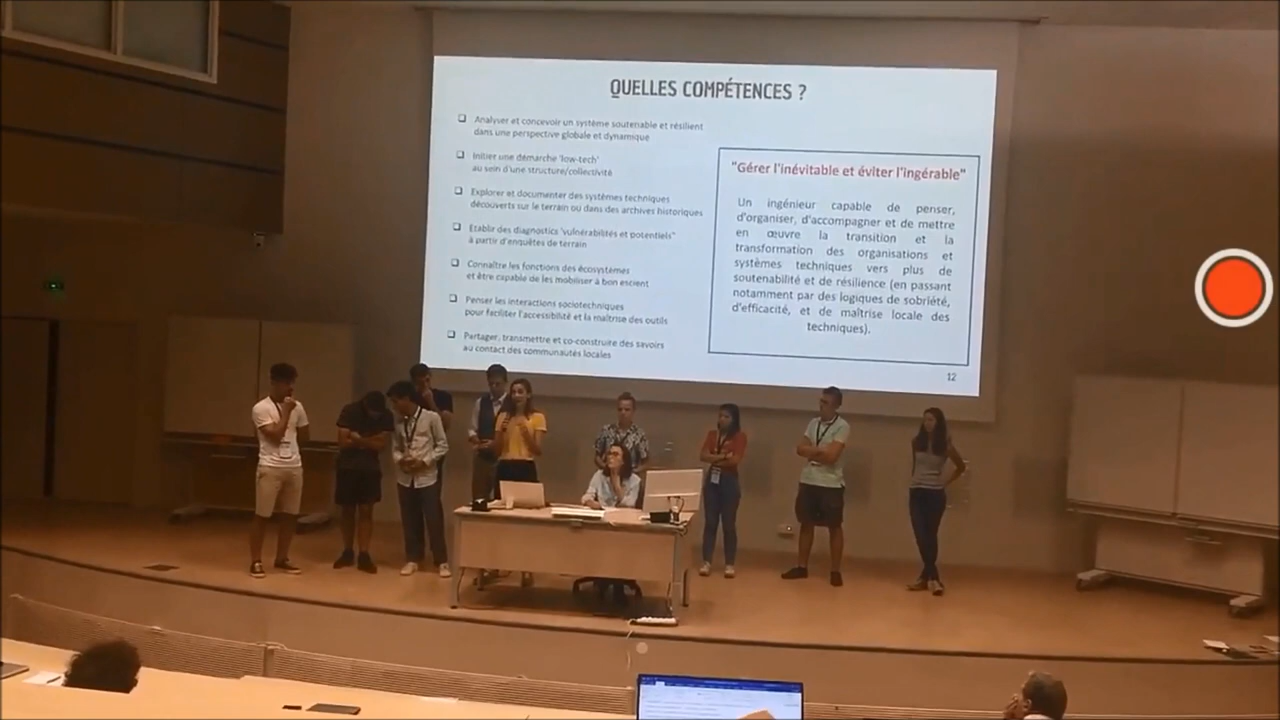 QUELLES COMPÉTENCES ?
Analyser et concevoir un système soutenable et résilient
dans une perspective globale et dynamique
Initier une démarche 'low-tech'
au sein d'une structure/collectivité
Explorer et documenter des systèmes techniques
découverts sur le terrain ou dans des archives historiques
Etablir des diagnostics 'vulnérabilités et potentiels"
à partir d'enquêtes de terrain
Connaître les fonctions des écosystèmes
et être capable de les mobiliser à bon escient
Penser les interactions sociotechniques
pour faciliter l'accessibilité et la maîtrise des outils
Partager, transmettre et co-construire des savoirs
au contact des communautés locales
"Gérer l'inévitable et éviter l'ingérable"
Un ingénieur capable de penser,
d'organiser, d'accompagner et de mettre
en œuvre la transition et la
transformation des organisations et
systèmes techniques vers plus de
soutenabilité et de résilience (en passant
notamment par des logiques de sobriété,
d'efficacité, et de maîtrise locale des
techniques).
12